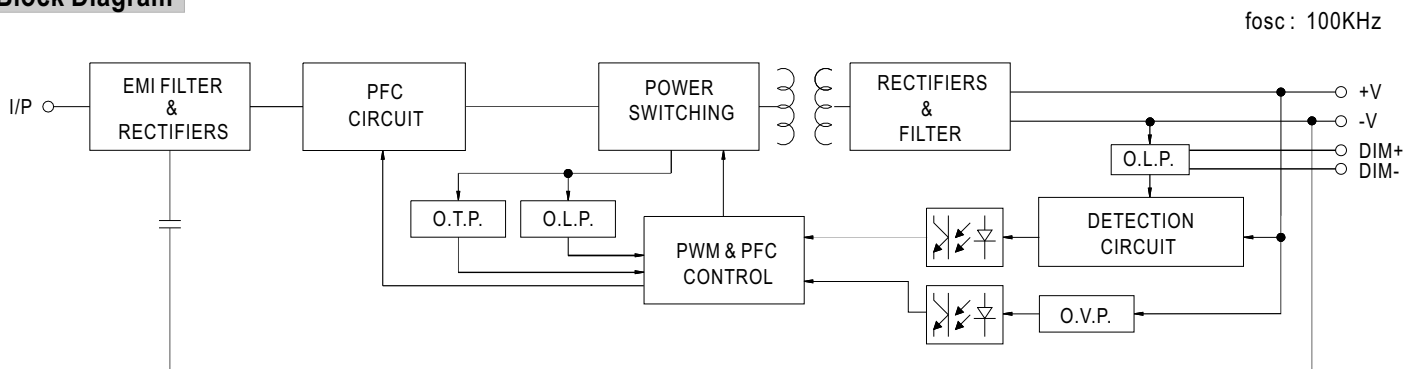 Block Diagram
fosc : 100KHz
I/P
EMI FILTER
&
RECTIFIERS
PFC
CIRCUIT
POWER
SWITCHING
RECTIFIERS
&
FILTER
+V
-V
DIM+
DIM-
O.L.P.
O.T.P.
O.L.P.
PWM & PFC
CONTROL
DETECTION
CIRCUIT
O.V.P.